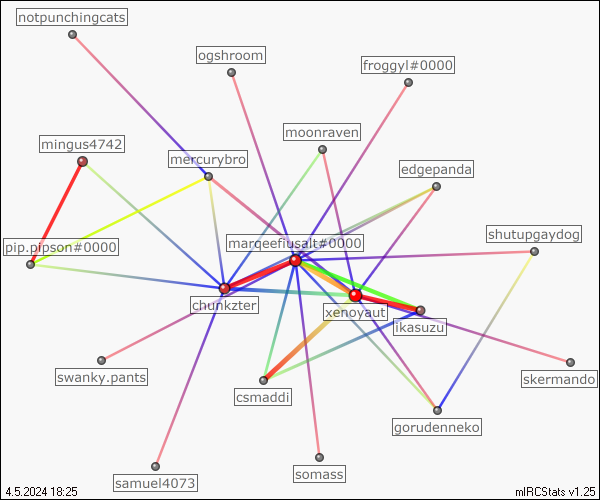 notpunchingcats
ogshroom
froggyl#0000
moonraven
mingus4742
mercurybro
edgepanda
shutupgaydog
pip.pipson#0000
marqeefiusalt#0000
chunkzter
xenoyaut
ikasuzu
swanky.pants
skermando
csmaddi
gorudenneko
somass
samuel4073
4.5.2024 18:25
mIRCStats v1.25